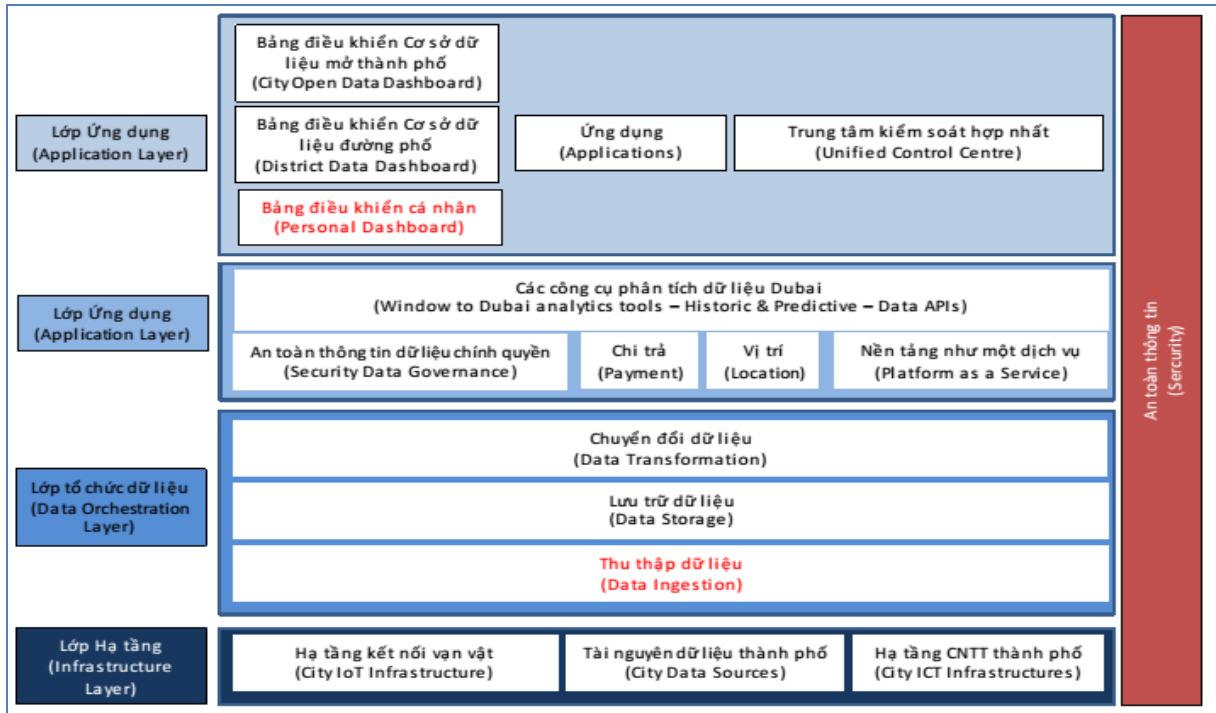 Lớp Ứng dụng
(Application Layer)
Bảng điều khiển Cơ sở dữ
liệu mở thành phố
(City Open Data Dashboard)
Bảng điều khiển Cơ sở dữ
liệu đường phố
(District Data Dashboard)
Bảng điều khiển cá nhân
(Personal Dashboard)
Ứng dụng
(Applications)
Trung tâm kiểm soát hợp nhất
(Unified Control Centre)
Lớp Ứng dụng
(Application Layer)
Các công cụ phân tích dữ liệu Dubai
(Window to Dubai analytics tools – Historic & Predictive – Data APIs)
An toàn thông tin dữ liệu chính quyền
(Security Data Governance)
Chi trả
(Payment)
Vị trí
(Location)
Nền tảng như một dịch vụ
(Platform as a Service)
Lớp tổ chức dữ liệu
(Data Orchestration
Layer)
Chuyển đổi dữ liệu
(Data Transformation)
Lưu trữ dữ liệu
(Data Storage)
Thu thập dữ liệu
(Data Ingestion)
Lớp Hạ tầng
(Infrastructure
Layer)
Hạ tầng kết nối vạn vật
(City IoT Infrastructure)
Tài nguyên dữ liệu thành phố
(City Data Sources)
Hạ tầng CNTT thành phố
(City ICT Infrastructures)
An toàn thông tin
(Sercurity)